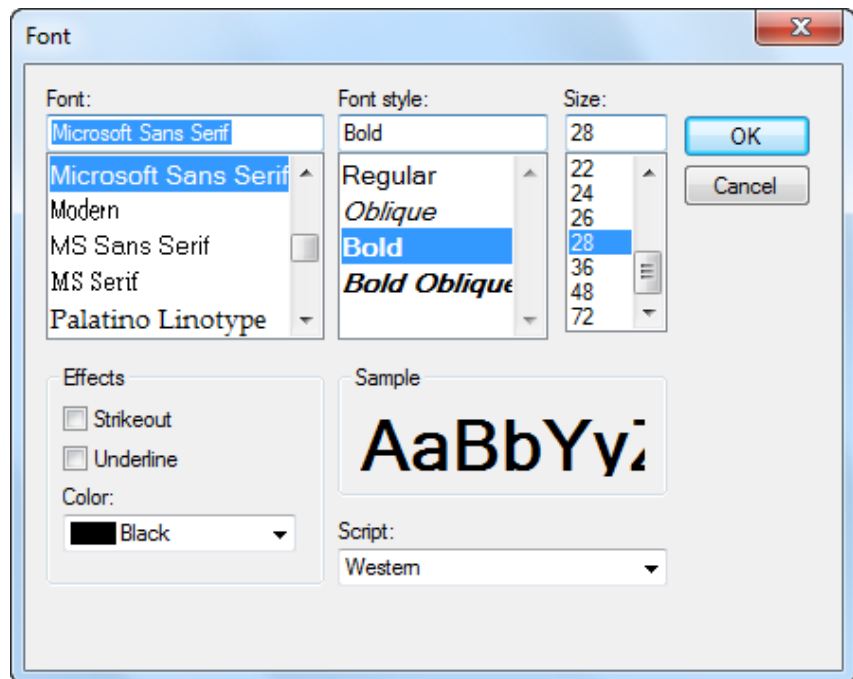 Font
Font:
Microsoft Sans Serif
Microsoft Sans Serif
Modern
MS Sans Serif
MS Serif
Palatino Linotype
Font style:
Bold
Regular
Oblique
Bold
Bold Oblique
Size:
28
22
24
26
28
36
48
72
OK
Cancel
Effects
Strikeout
Underline
Color:
Black
Sample
AaBbYyZ
Script:
Western